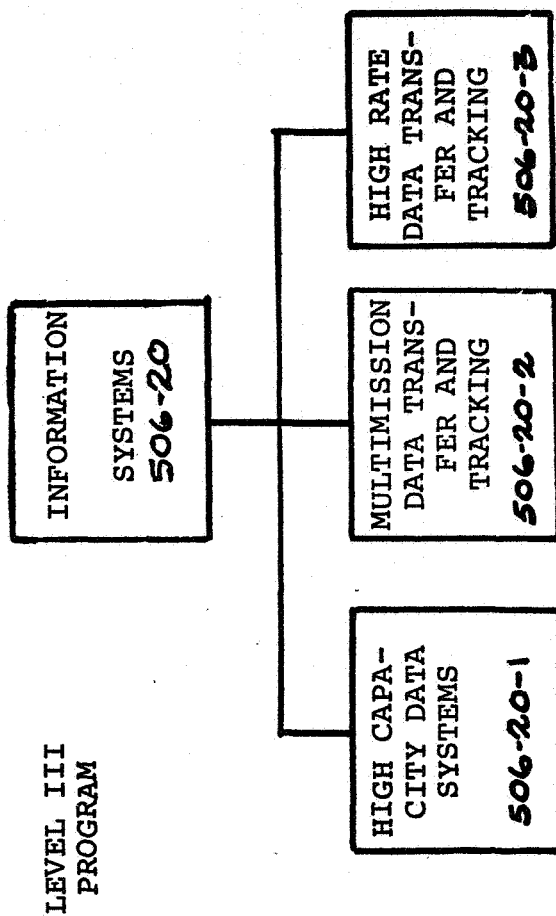 LEVEL III
PROGRAM
INFORMATION
SYSTEMS
506-20
HIGH CAPA-
CITY DATA
SYSTEMS
506-20-1
MULTIMISSION
DATA TRANS-
FER AND
TRACKING
506-20-2
HIGH RATE
DATA TRANS-
FER AND
TRACKING
506-20-3